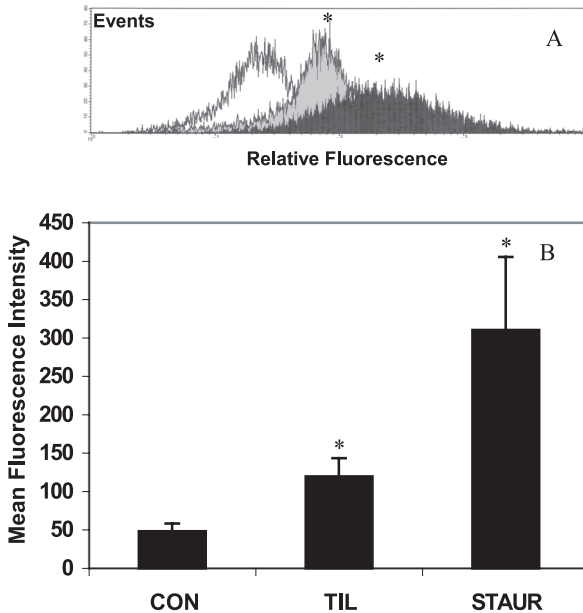 Events
*
*
A
Relative Fluorescence
Mean Fluorescence Intensity
450
400
350
300
250
200
150
100
50
0
*
*
B
CON
TIL
STAUR